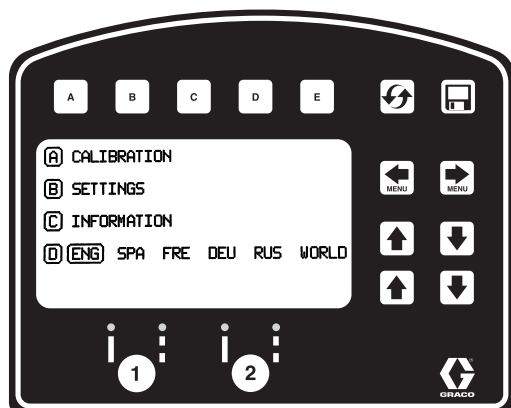 A B C D E
A CALIBRATION
MENU MENU
B SETTINGS
C INFORMATION
D ENG SPA FRE DEU RUS WORLD
1 2
GRACO